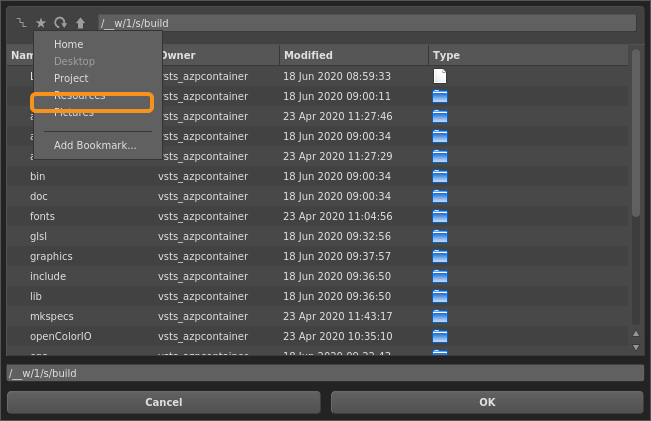 /__w/1/s/build
Home
Desktop
Project
Resources
Pictures
Add Bookmark...
Owner Modified Type
vsts_azpcontainer 18 Jun 2020 08:59:33
vsts_azpcontainer 18 Jun 2020 09:00:11
vsts_azpcontainer 23 Apr 2020 11:27:46
vsts_azpcontainer 18 Jun 2020 09:00:34
vsts_azpcontainer 23 Apr 2020 11:27:29
bin vsts_azpcontainer 18 Jun 2020 09:00:34
doc vsts_azpcontainer 18 Jun 2020 09:00:34
fonts vsts_azpcontainer 23 Apr 2020 11:04:56
glsl vsts_azpcontainer 18 Jun 2020 09:32:56
graphics vsts_azpcontainer 18 Jun 2020 09:37:57
include vsts_azpcontainer 18 Jun 2020 09:36:50
lib vsts_azpcontainer 18 Jun 2020 09:36:50
mkspecs vsts_azpcontainer 23 Apr 2020 11:43:17
openColorIO vsts_azpcontainer 23 Apr 2020 10:35:10
/__w/1/s/build
Cancel OK